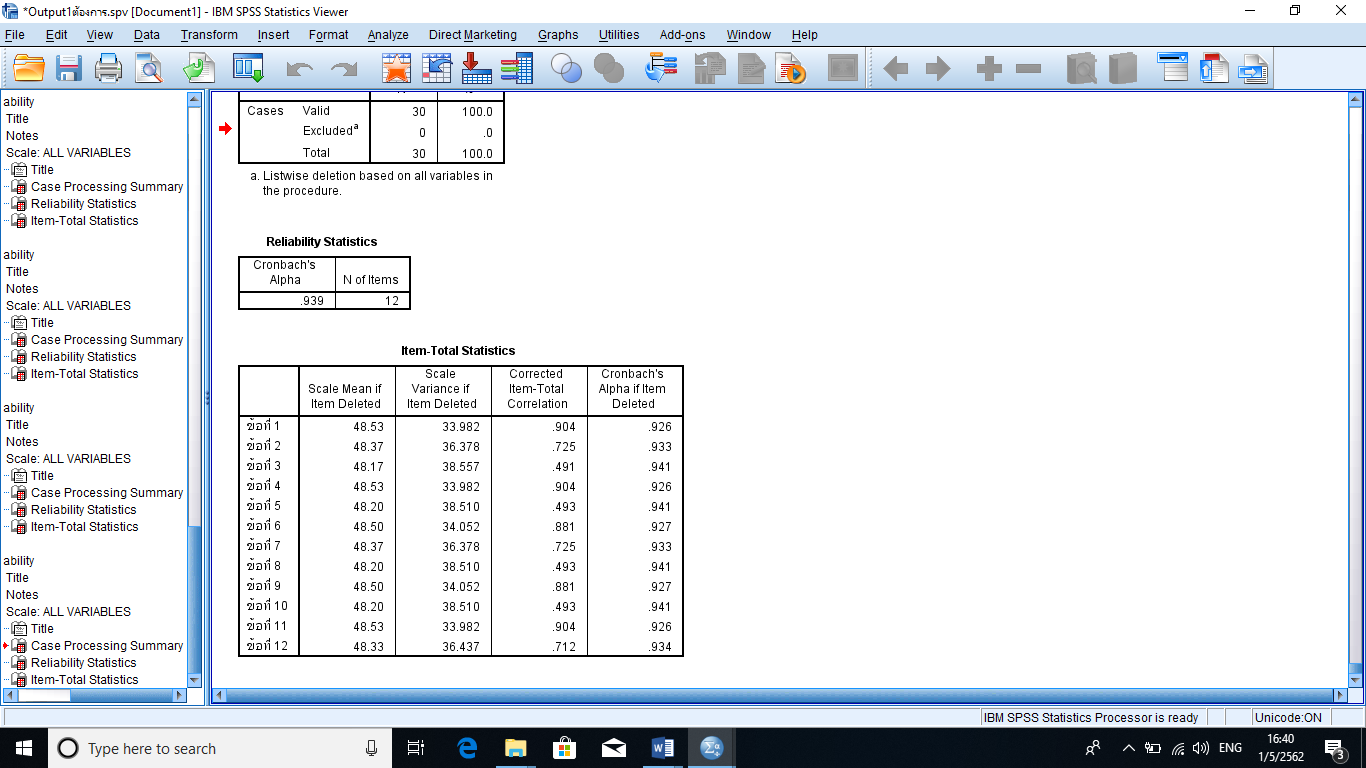 *Output1ต้องการ.spv [Document1] - IBM SPSS Statistics Viewer
File Edit View Data Transform Insert Format Analyze Direct Marketing Graphs Utilities Add-ons Window Help
ability
Title
Notes
Scale: ALL VARIABLES
Title
Case Processing Summary
Reliability Statistics
Item-Total Statistics
ability
Title
Notes
Scale: ALL VARIABLES
Title
Case Processing Summary
Reliability Statistics
Item-Total Statistics
ability
Title
Notes
Scale: ALL VARIABLES
Title
Case Processing Summary
Reliability Statistics
Item-Total Statistics
ability
Title
Notes
Scale: ALL VARIABLES
Title
Case Processing Summary
Reliability Statistics
Item-Total Statistics
Cases Valid 30 100.0
Excludedª 0 .0
Total 30 100.0
a. Listwise deletion based on all variables in
the procedure.
Reliability Statistics
Cronbach's
Alpha N of Items
.939 12
Item-Total Statistics
Scale Corrected Cronbach's
Scale Mean if Variance if Item-Total Alpha if Item
Item Deleted Item Deleted Correlation Deleted
ข้อที่ 1 48.53 33.982 .904 .926
ข้อที่ 2 48.37 36.378 .725 .933
ข้อที่ 3 48.17 38.557 .491 .941
ข้อที่ 4 48.53 33.982 .904 .926
ข้อที่ 5 48.20 38.510 .493 .941
ข้อที่ 6 48.50 34.052 .881 .927
ข้อที่ 7 48.37 36.378 .725 .933
ข้อที่ 8 48.20 38.510 .493 .941
ข้อที่ 9 48.50 34.052 .881 .927
ข้อที่ 10 48.20 38.510 .493 .941
ข้อที่ 11 48.53 33.982 .904 .926
ข้อที่ 12 48.33 36.437 .712 .934
IBM SPSS Statistics Processor is ready Unicode:ON
Type here to search
ENG
16:40
1/5/2562
3